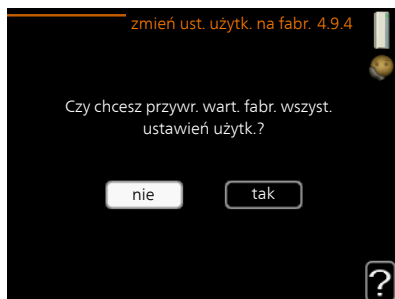 zmień ust. użytk. na fabr. 4.9.4
Czy chcesz przywr. wart. fabr. wszyst.
ustawień użytk.?
nie
tak
?